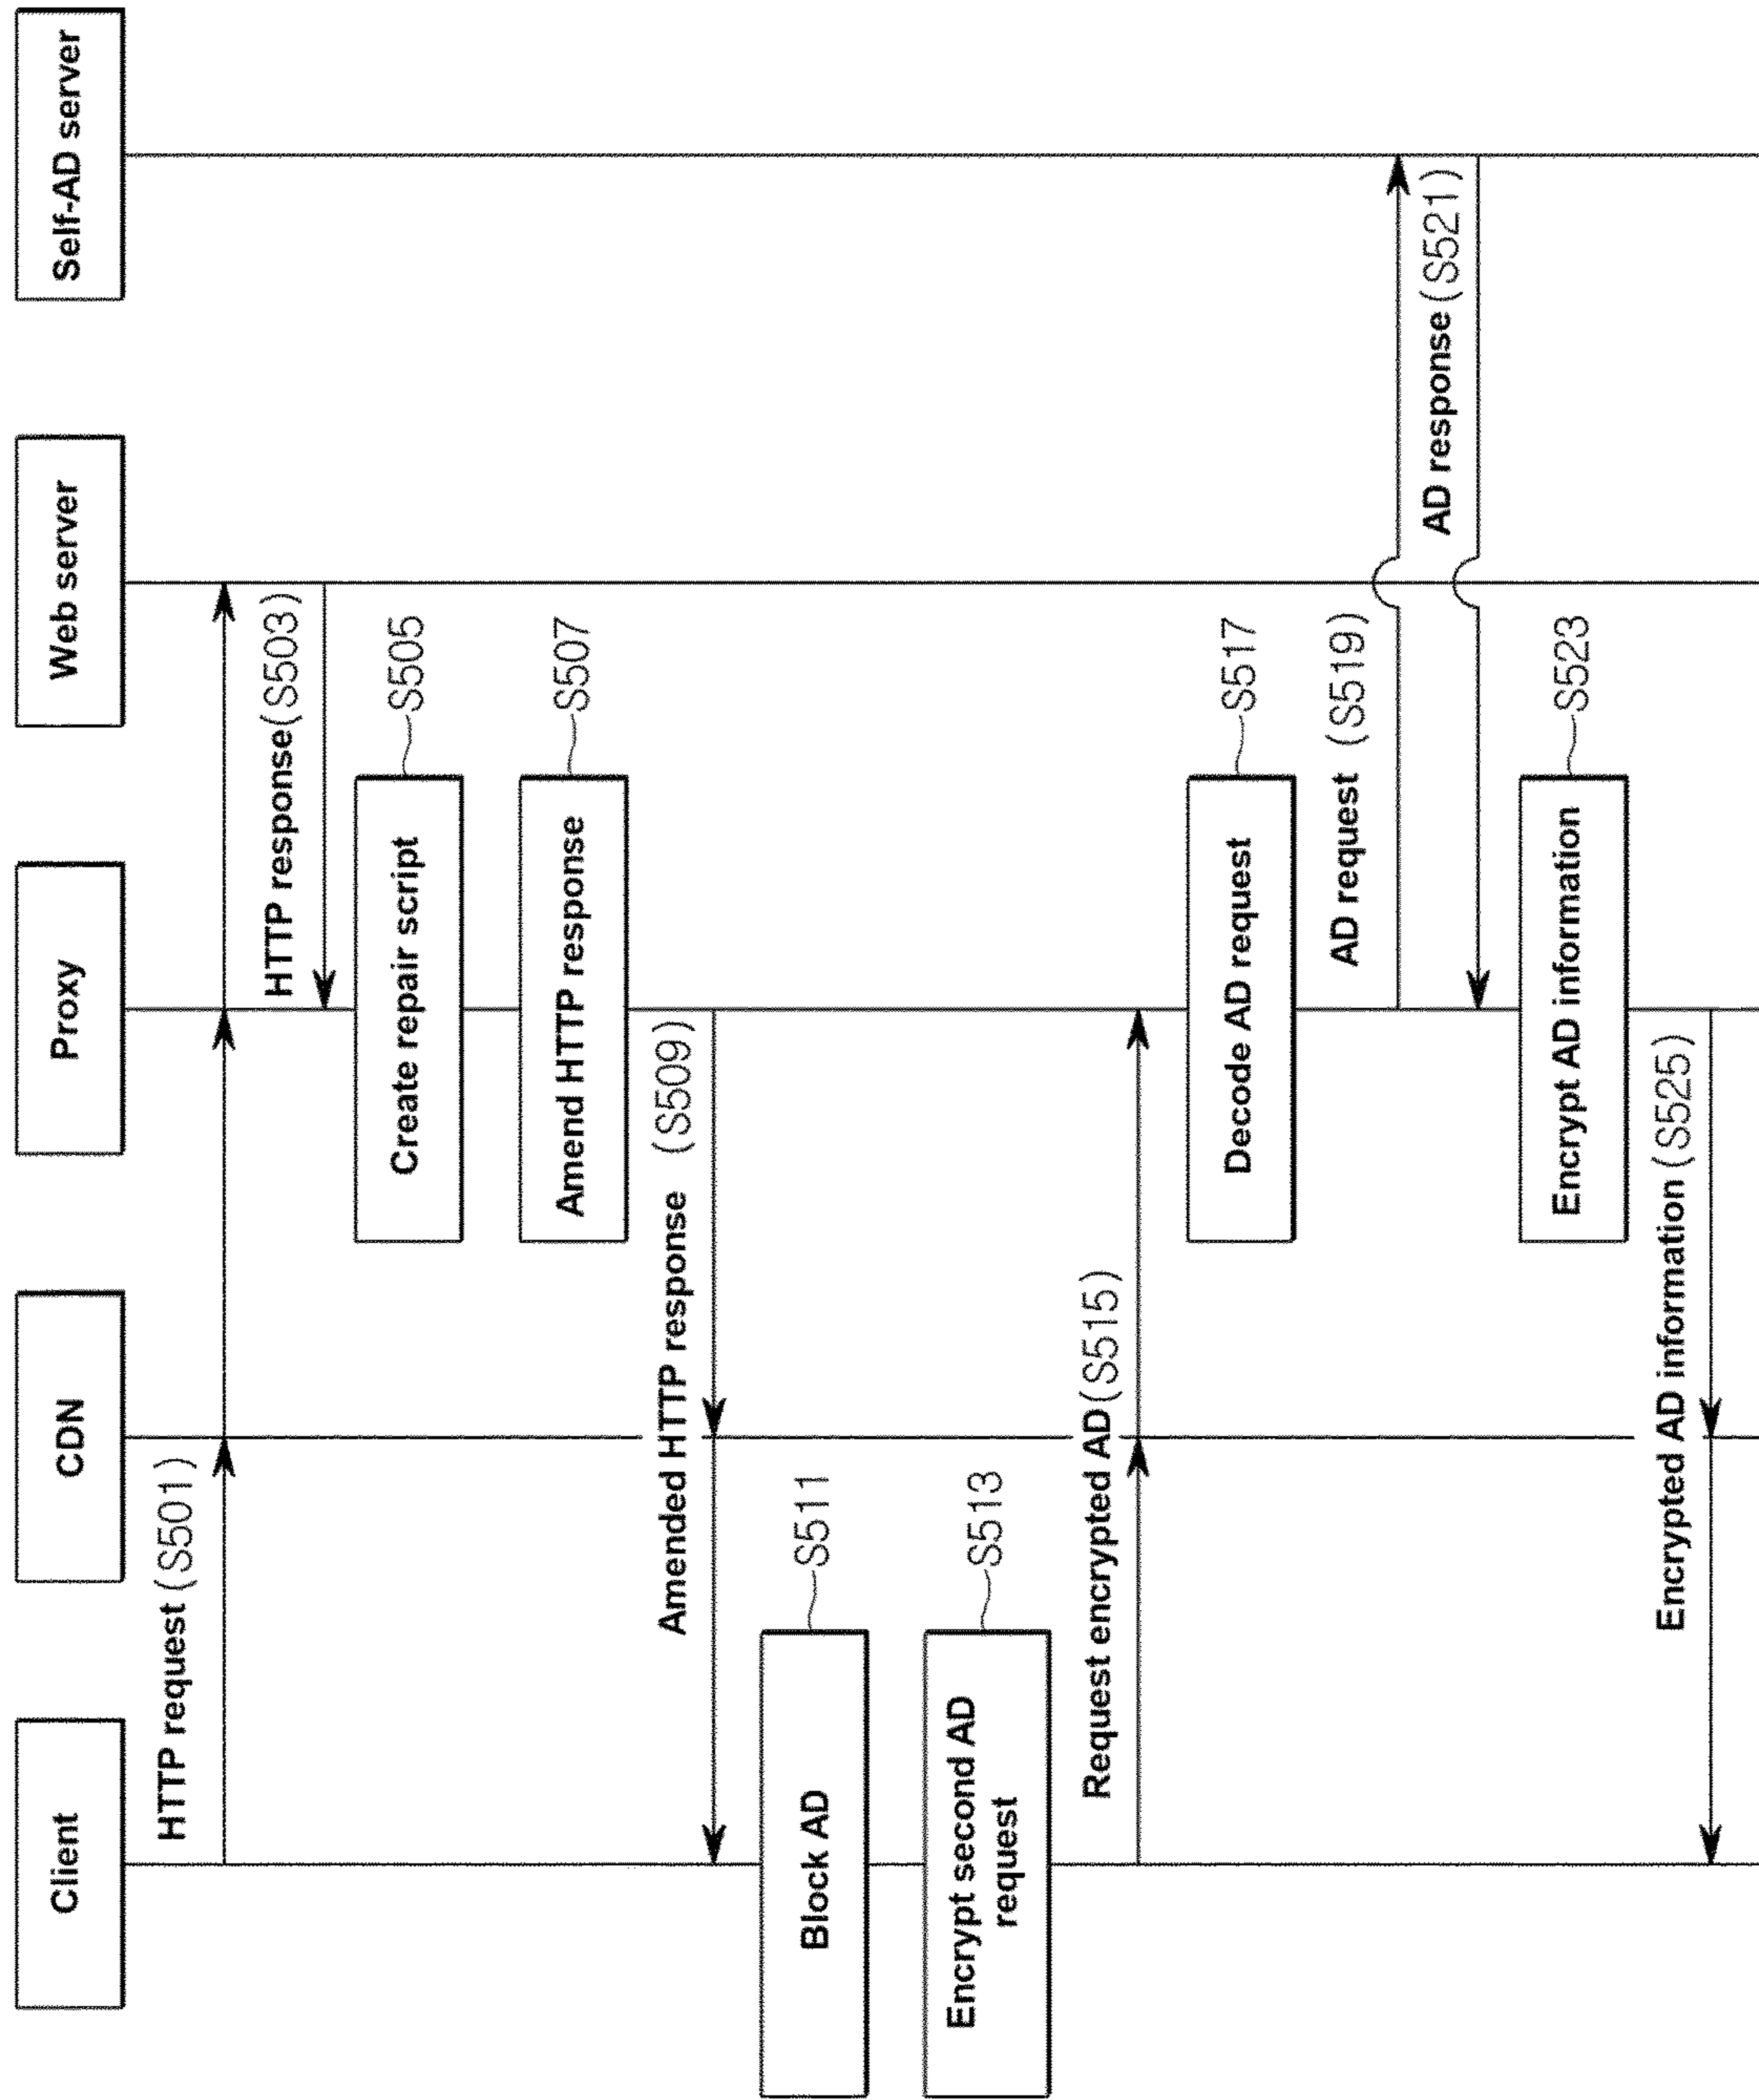 Client
CDN
Proxy
Web server
Self-AD server
HTTP request (S501)
HTTP response(S503)
Create repair script
S505
Amend HTTP response
S507
Amended HTTP response (S509)
Block AD
S511
Encrypt second AD
request
S513
Request encrypted AD(S515)
Decode AD request
S517
AD request (S519)
AD response (S521)
Encrypt AD information
S523
Encrypted AD information (S525)